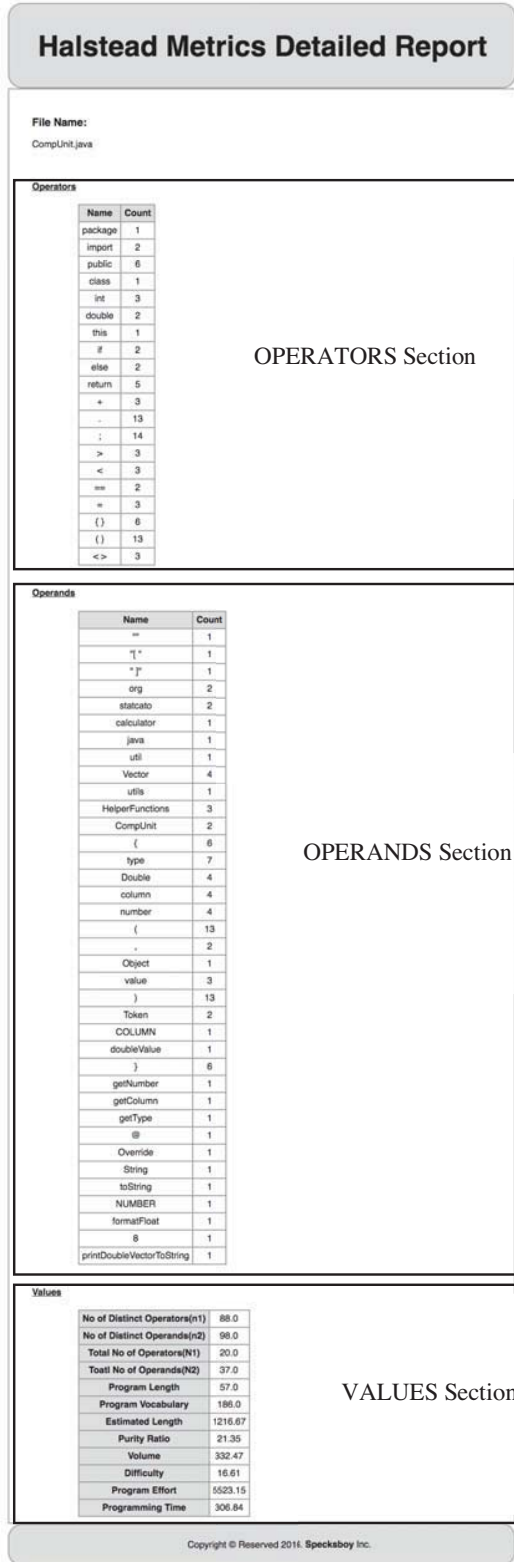 Halstead Metrics Detailed Report
File Name:
CompUnit.java
Operators
Name Count
package 1
import 2
public 6
class 1
int 3
double 2
this 1
if 2
else 2
return 5
+ 3
. 13
; 14
> 3
< 3
== 2
= 3
{ } 6
( ) 13
< > 3
OPERATORS Section
Operands
Name Count
"" 1
"[ " 1
" ]" 1
org 2
statcato 2
calculator 1
java 1
util 1
Vector 4
utils 1
HelperFunctions 3
CompUnit 2
{ 6
type 7
Double 4
column 4
number 4
( 13
, 2
Object 1
value 3
) 13
Token 2
COLUMN 1
doubleValue 1
} 6
getNumber 1
getColumn 1
getType 1
@ 1
Override 1
String 1
toString 1
NUMBER 1
formatFloat 1
8 1
printDoubleVectorToString 1
OPERANDS Section
Values
No of Distinct Operators(n1) 88.0
No of Distinct Operands(n2) 98.0
Total No of Operators(N1) 20.0
Toatl No of Operands(N2) 37.0
Program Length 57.0
Program Vocabulary 186.0
Estimated Length 1216.67
Purity Ratio 21.35
Volume 332.47
Difficulty 16.61
Program Effort 5523.15
Programming Time 306.84
VALUES Section
Copyright © Reserved 2016. Specksboy Inc.